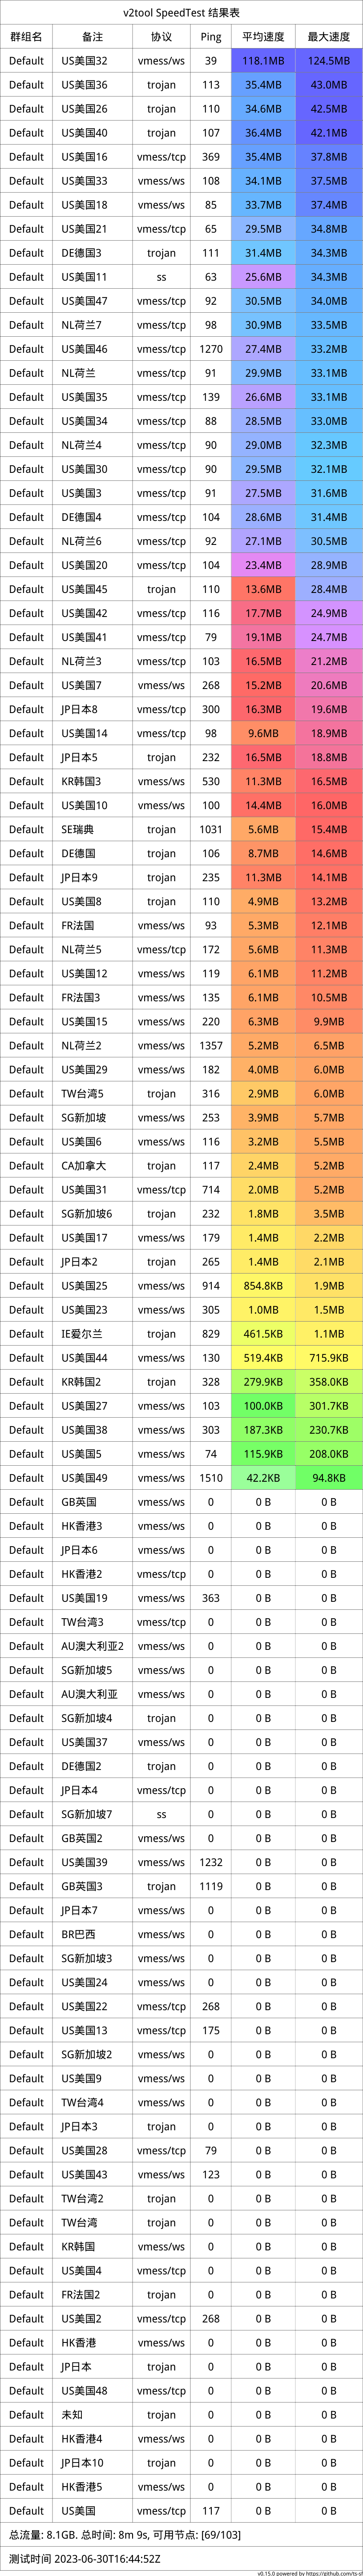 v2tool SpeedTest 结果表
群组名 备注 协议 Ping 平均速度 最大速度
Default US美国32 vmess/ws 39 118.1MB 124.5MB
Default US美国36 trojan 113 35.4MB 43.0MB
Default US美国26 trojan 110 34.6MB 42.5MB
Default US美国40 trojan 107 36.4MB 42.1MB
Default US美国16 vmess/tcp 369 35.4MB 37.8MB
Default US美国33 vmess/ws 108 34.1MB 37.5MB
Default US美国18 vmess/ws 85 33.7MB 37.4MB
Default US美国21 vmess/tcp 65 29.5MB 34.8MB
Default DE德国3 trojan 111 31.4MB 34.3MB
Default US美国11 ss 63 25.6MB 34.3MB
Default US美国47 vmess/tcp 92 30.5MB 34.0MB
Default NL荷兰7 vmess/tcp 98 30.9MB 33.5MB
Default US美国46 vmess/tcp 1270 27.4MB 33.2MB
Default NL荷兰 vmess/tcp 91 29.9MB 33.1MB
Default US美国35 vmess/tcp 139 26.6MB 33.1MB
Default US美国34 vmess/tcp 88 28.5MB 33.0MB
Default NL荷兰4 vmess/tcp 90 29.0MB 32.3MB
Default US美国30 vmess/tcp 90 29.5MB 32.1MB
Default US美国3 vmess/tcp 91 27.5MB 31.6MB
Default DE德国4 vmess/tcp 104 28.6MB 31.4MB
Default NL荷兰6 vmess/tcp 92 27.1MB 30.5MB
Default US美国20 vmess/tcp 104 23.4MB 28.9MB
Default US美国45 trojan 110 13.6MB 28.4MB
Default US美国42 vmess/tcp 116 17.7MB 24.9MB
Default US美国41 vmess/tcp 79 19.1MB 24.7MB
Default NL荷兰3 vmess/tcp 103 16.5MB 21.2MB
Default US美国7 vmess/ws 268 15.2MB 20.6MB
Default JP日本8 vmess/tcp 300 16.3MB 19.6MB
Default US美国14 vmess/tcp 98 9.6MB 18.9MB
Default JP日本5 trojan 232 16.5MB 18.8MB
Default KR韩国3 vmess/ws 530 11.3MB 16.5MB
Default US美国10 vmess/ws 100 14.4MB 16.0MB
Default SE瑞典 trojan 1031 5.6MB 15.4MB
Default DE德国 trojan 106 8.7MB 14.6MB
Default JP日本9 trojan 235 11.3MB 14.1MB
Default US美国8 trojan 110 4.9MB 13.2MB
Default FR法国 vmess/ws 93 5.3MB 12.1MB
Default NL荷兰5 vmess/tcp 172 5.6MB 11.3MB
Default US美国12 vmess/ws 119 6.1MB 11.2MB
Default FR法国3 vmess/ws 135 6.1MB 10.5MB
Default US美国15 vmess/ws 220 6.3MB 9.9MB
Default NL荷兰2 vmess/ws 1357 5.2MB 6.5MB
Default US美国29 vmess/ws 182 4.0MB 6.0MB
Default TW台湾5 trojan 316 2.9MB 6.0MB
Default SG新加坡 vmess/ws 253 3.9MB 5.7MB
Default US美国6 vmess/ws 116 3.2MB 5.5MB
Default CA加拿大 trojan 117 2.4MB 5.2MB
Default US美国31 vmess/tcp 714 2.0MB 5.2MB
Default SG新加坡6 trojan 232 1.8MB 3.5MB
Default US美国17 vmess/ws 179 1.4MB 2.2MB
Default JP日本2 trojan 265 1.4MB 2.1MB
Default US美国25 vmess/ws 914 854.8KB 1.9MB
Default US美国23 vmess/ws 305 1.0MB 1.5MB
Default IE爱尔兰 trojan 829 461.5KB 1.1MB
Default US美国44 vmess/ws 130 519.4KB 715.9KB
Default KR韩国2 trojan 328 279.9KB 358.0KB
Default US美国27 vmess/ws 103 100.0KB 301.7KB
Default US美国38 vmess/ws 303 187.3KB 230.7KB
Default US美国5 vmess/ws 74 115.9KB 208.0KB
Default US美国49 vmess/ws 1510 42.2KB 94.8KB
Default GB英国 vmess/ws 0 0 B 0 B
Default HK香港3 vmess/ws 0 0 B 0 B
Default JP日本6 vmess/ws 0 0 B 0 B
Default HK香港2 vmess/ws 0 0 B 0 B
Default US美国19 vmess/ws 363 0 B 0 B
Default TW台湾3 vmess/tcp 0 0 B 0 B
Default AU澳大利亚2 vmess/ws 0 0 B 0 B
Default SG新加坡5 vmess/ws 0 0 B 0 B
Default AU澳大利亚 vmess/ws 0 0 B 0 B
Default SG新加坡4 trojan 0 0 B 0 B
Default US美国37 vmess/ws 0 0 B 0 B
Default DE德国2 trojan 0 0 B 0 B
Default JP日本4 vmess/tcp 0 0 B 0 B
Default SG新加坡7 ss 0 0 B 0 B
Default GB英国2 vmess/ws 0 0 B 0 B
Default US美国39 vmess/ws 1232 0 B 0 B
Default GB英国3 trojan 1119 0 B 0 B
Default JP日本7 vmess/ws 0 0 B 0 B
Default BR巴西 vmess/ws 0 0 B 0 B
Default SG新加坡3 vmess/ws 0 0 B 0 B
Default US美国24 vmess/ws 0 0 B 0 B
Default US美国22 vmess/tcp 268 0 B 0 B
Default US美国13 vmess/tcp 175 0 B 0 B
Default SG新加坡2 vmess/ws 0 0 B 0 B
Default US美国9 vmess/ws 0 0 B 0 B
Default TW台湾4 vmess/ws 0 0 B 0 B
Default JP日本3 trojan 0 0 B 0 B
Default US美国28 vmess/tcp 79 0 B 0 B
Default US美国43 vmess/ws 123 0 B 0 B
Default TW台湾2 trojan 0 0 B 0 B
Default TW台湾 trojan 0 0 B 0 B
Default KR韩国 vmess/ws 0 0 B 0 B
Default US美国4 vmess/tcp 0 0 B 0 B
Default FR法国2 trojan 0 0 B 0 B
Default US美国2 vmess/tcp 268 0 B 0 B
Default HK香港 vmess/ws 0 0 B 0 B
Default JP日本 trojan 0 0 B 0 B
Default US美国48 vmess/tcp 0 0 B 0 B
Default 未知 trojan 0 0 B 0 B
Default HK香港4 vmess/ws 0 0 B 0 B
Default JP日本10 trojan 0 0 B 0 B
Default HK香港5 vmess/ws 0 0 B 0 B
Default US美国 vmess/tcp 117 0 B 0 B
总流量: 8.1GB. 总时间: 8m 9s, 可用节点: [69/103]
测试时间 2023-06-30T16:44:52Z
v0.15.0 powered by https://github.com/ts-sf